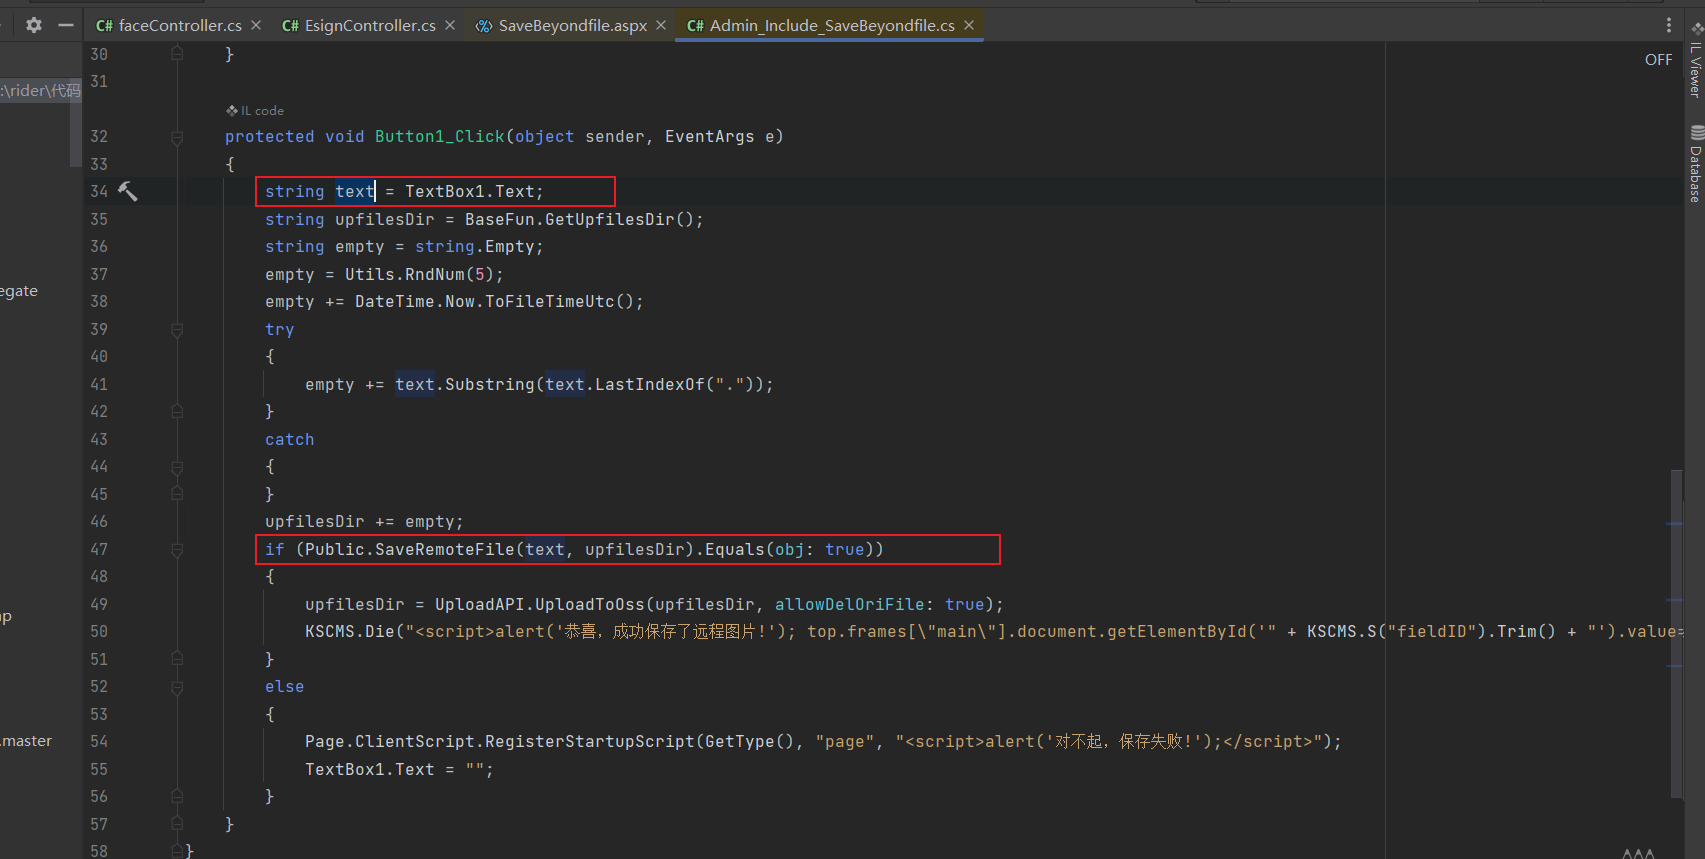 faceController.cs
EsignController.cs
SaveBeyondfile.aspx
Admin_Include_SaveBeyondfile.cs
OFF
IL Viewer
Database
:\rider\代码
egate
.master
30 }
31
IL code
32 protected void Button1_Click(object sender, EventArgs e)
33 {
34 string text = TextBox1.Text;
35 string upfilesDir = BaseFun.GetUpfilesDir();
36 string empty = string.Empty;
37 empty = Utils.RndNum(5);
38 empty += DateTime.Now.ToFileTimeUtc();
39 try
40 {
41 empty += text.Substring(text.LastIndexOf("."));
42 }
43 catch
44 {
45 }
46 upfilesDir += empty;
47 if (Public.SaveRemoteFile(text, upfilesDir).Equals(obj: true))
48 {
49 upfilesDir = UploadAPI.UploadToOss(upfilesDir, allowDelOriFile: true);
50 KSCMS.Die("<script>alert('恭喜，成功保存了远程图片!'); top.frames[\"main\"].document.getElementById('" + KSCMS.S("fieldID").Trim() + "').value=
51 }
52 else
53 {
54 Page.ClientScript.RegisterStartupScript(GetType(), "page", "<script>alert('对不起，保存失败!');</script>");
55 TextBox1.Text = "";
56 }
57 }
58 }